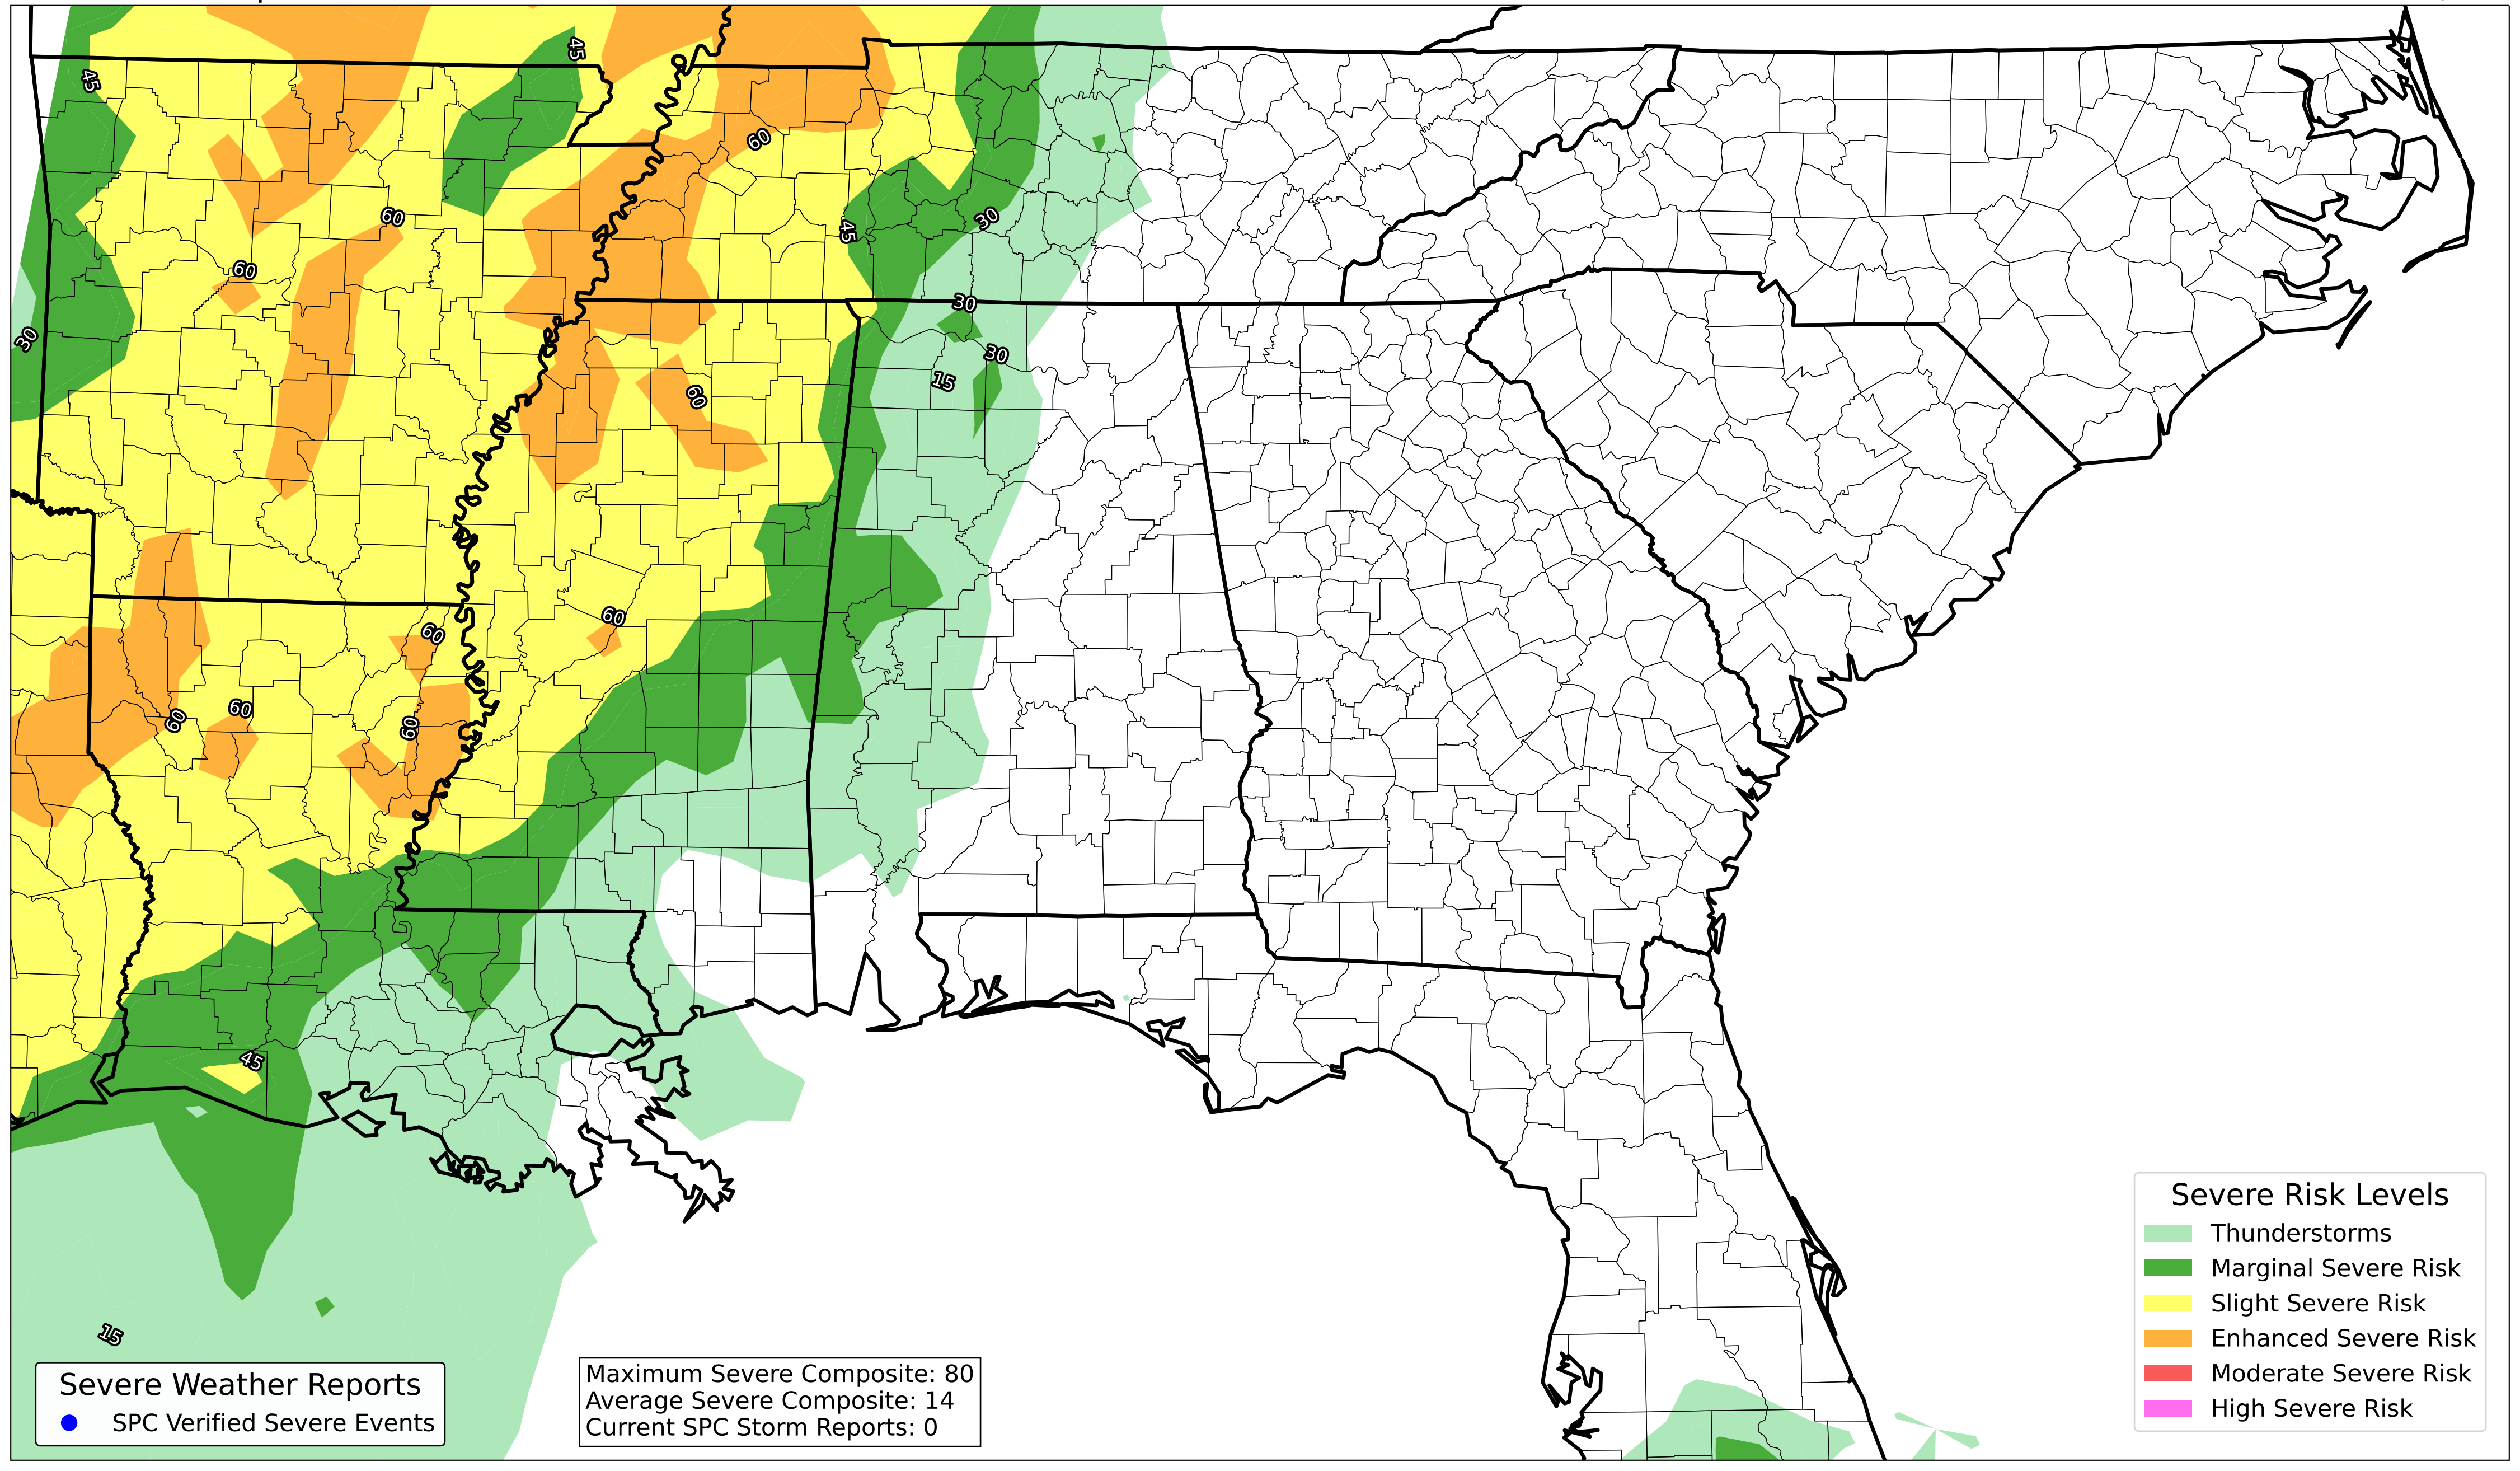 45
45
60
60
45
30
60
30
30
30
15
60
60
60
60
60
60
45
15
Severe Weather Reports
SPC Verified Severe Events
Maximum Severe Composite: 80
Average Severe Composite: 14
Current SPC Storm Reports: 0
Severe Risk Levels
Thunderstorms
Marginal Severe Risk
Slight Severe Risk
Enhanced Severe Risk
Moderate Severe Risk
High Severe Risk